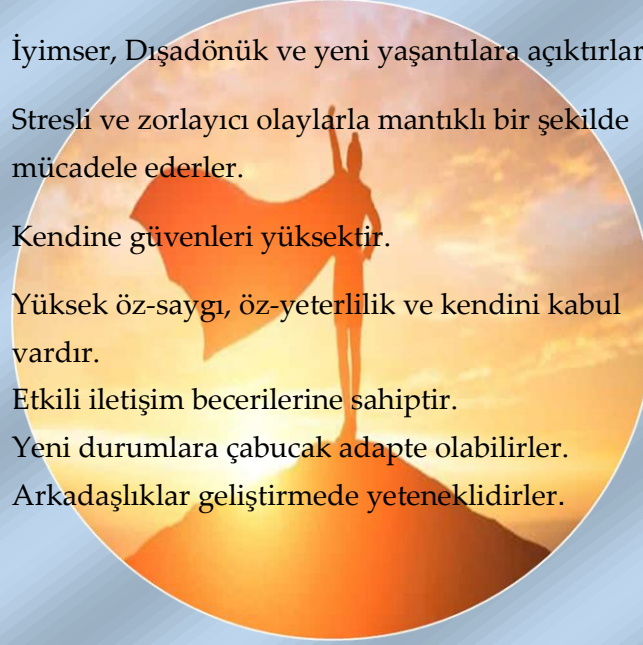 İyimser, Dışadönük ve yeni yaşantılara açıktırlar
Stresli ve zorlayıcı olaylarla mantıklı bir şekilde
mücadele ederler.
Kendine güvenleri yüksektir.
Yüksek öz-saygı, öz-yeterlilik ve kendini kabul
vardır.
Etkili iletişim becerilerine sahiptir.
Yeni durumlara çabucak adapte olabilirler.
Arkadaşlıklar geliştirmede yeteneklidirler.